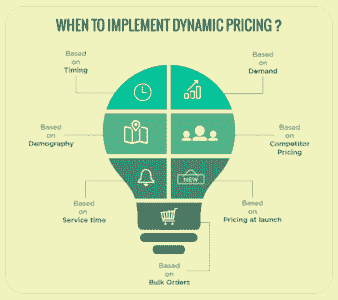 WHEN TO IMPLEMENT DYNAMIC PRICING ?
Based
on
Timing
Based
on
Demand
Based
on
Demography
Based
on
Competitor
Pricing
NEW
Based
on
Service time
Based
on
Pricing at launch
Based
on
Bulk Orders